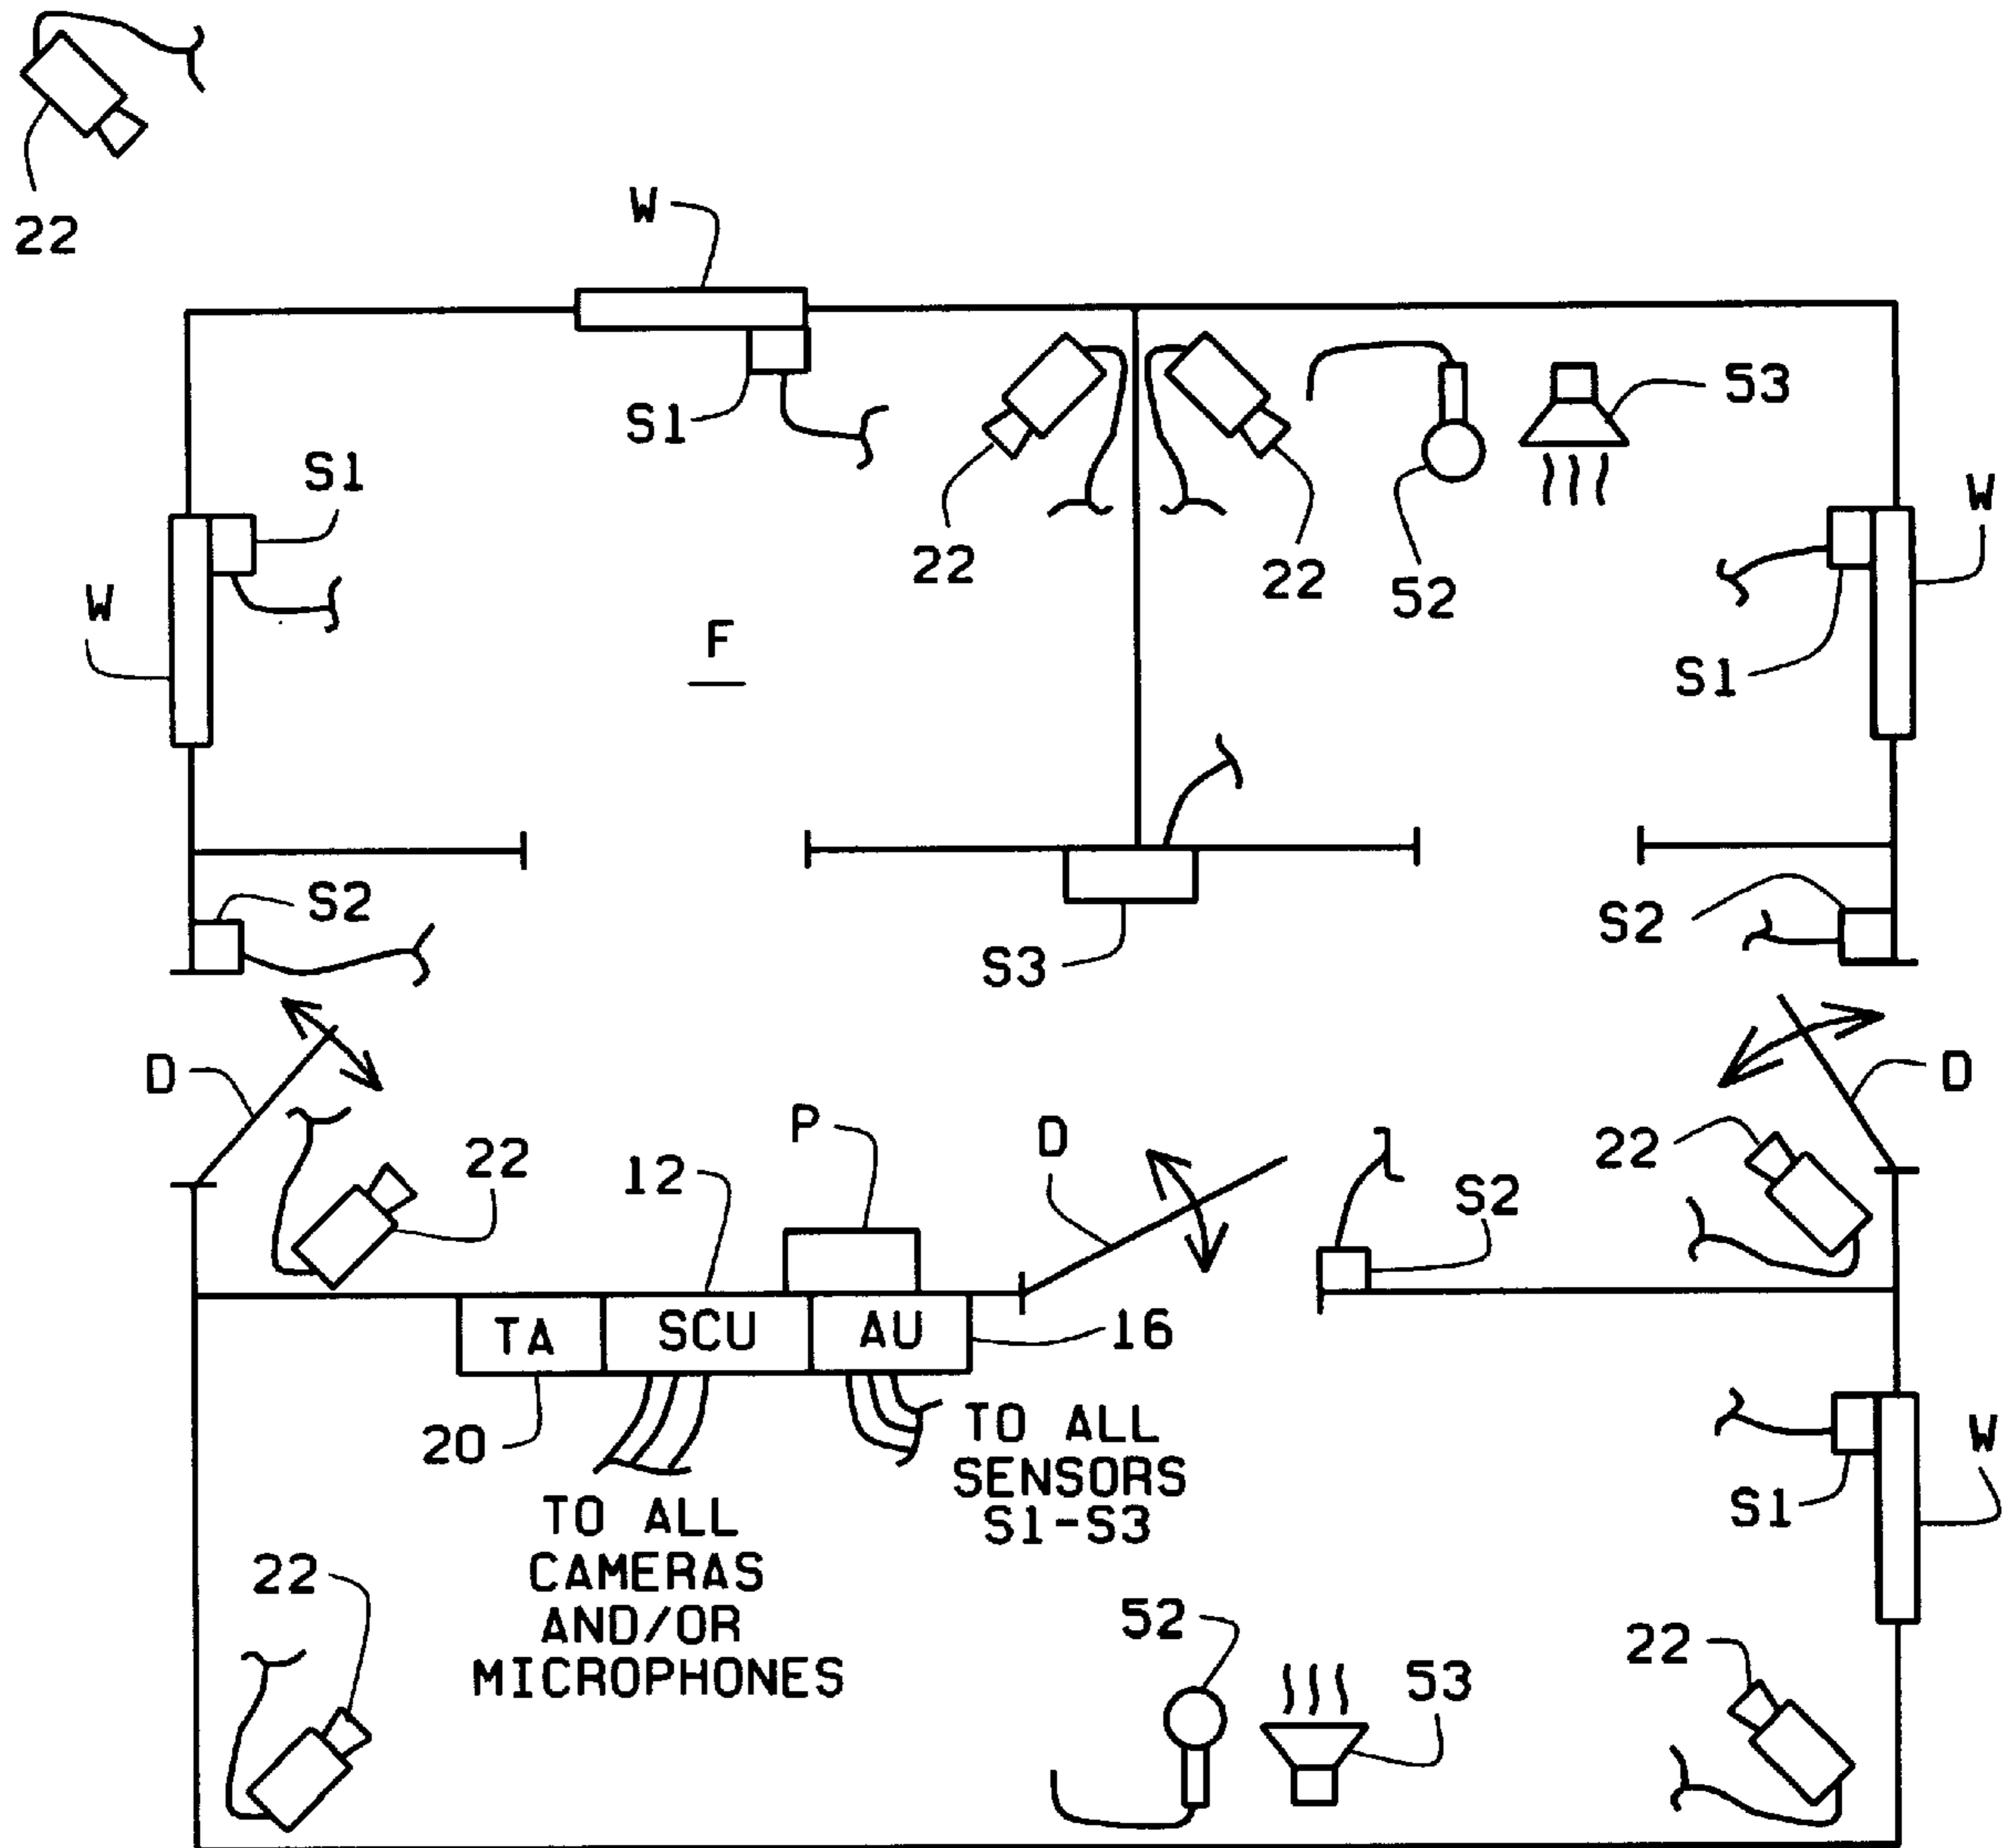 22
W
S1
53
S1
W
22
22
52
W
F
S1
S2
S2
S3
D
D
P
D
22
22
12
S2
TA
SCU
AU
16
20
TO ALL
SENSORS
S1-S3
W
S1
TO ALL
CAMERAS
AND/OR
MICROPHONES
22
52
22
53